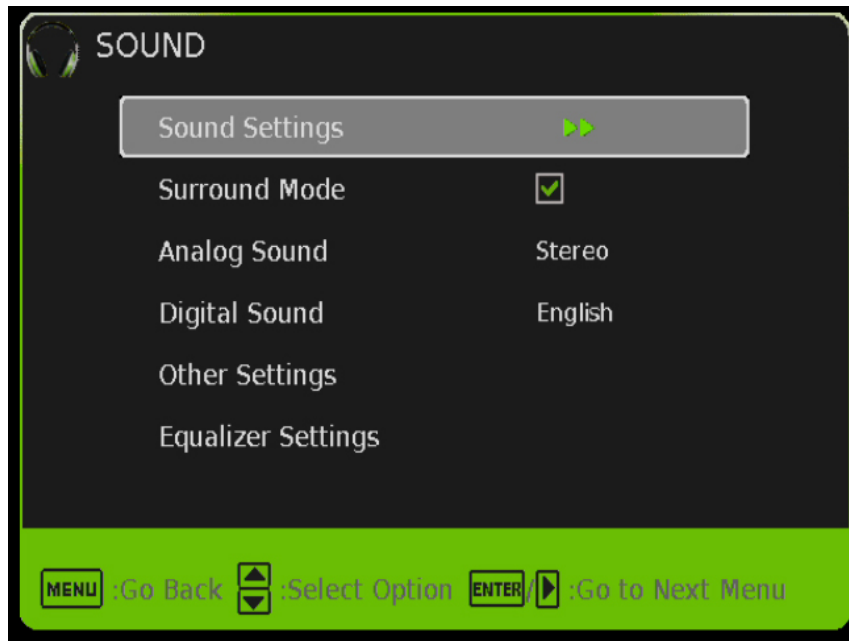 SOUND
Sound Settings
Surround Mode
Analog Sound Stereo
Digital Sound English
Other Settings
Equalizer Settings
MENU :Go Back :Select Option ENTER/ :Go to Next Menu